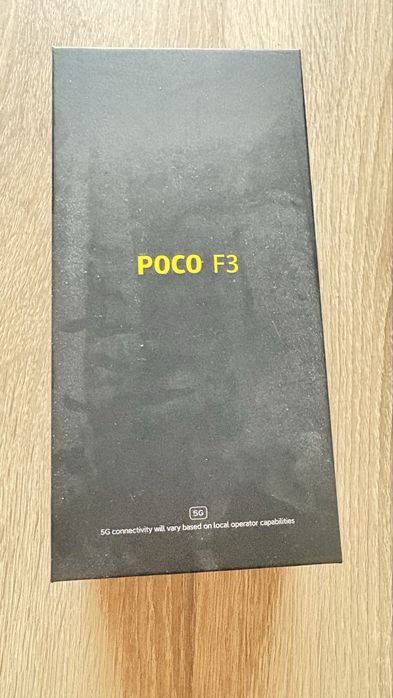 POCO F3
5G
5G connectivity will vary based on local operator capabilities